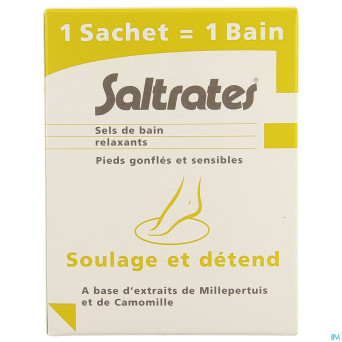 1 Sachet = 1 Bain
Saltrates
Sels de bain
relaxants
Pieds gonflés et sensibles
Soulage et détend
A base d'extraits de Millepertuis
et de Camomille